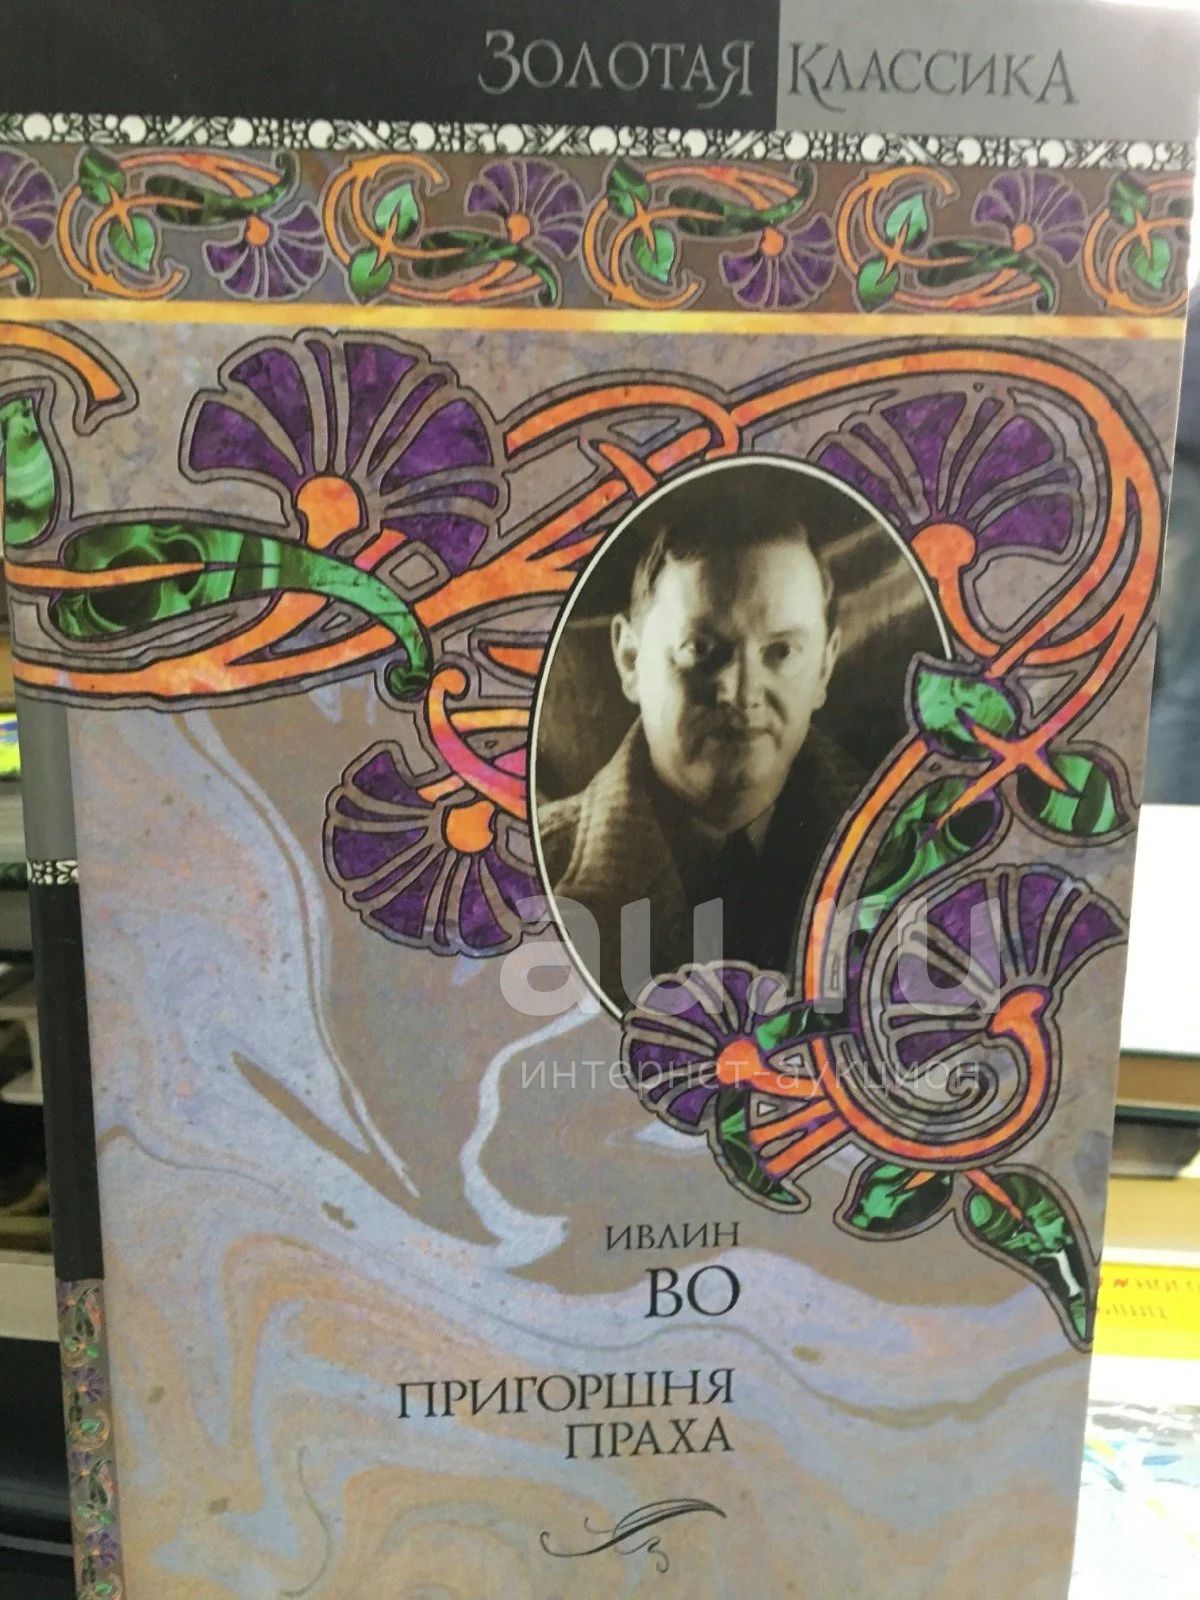 ЗОЛОТАЯ КЛАССИКА
au.ru
интернет-аукцион
ИВЛИН
ВО
ПРИГОРШНЯ
ПРАХА